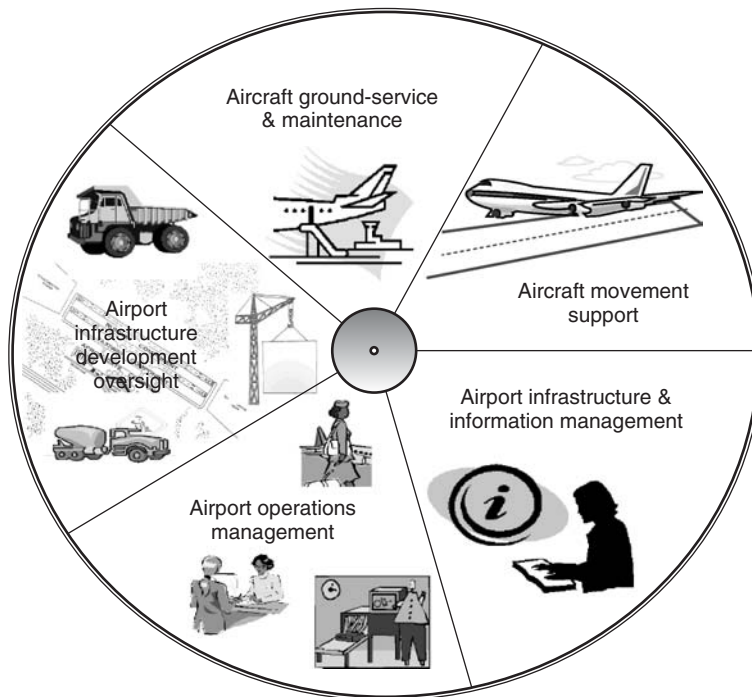 Aircraft ground-service
& maintenance
Aircraft movement
support
Airport infrastructure &
information management
Airport operations
management
Airport
infrastructure
development
oversight
i